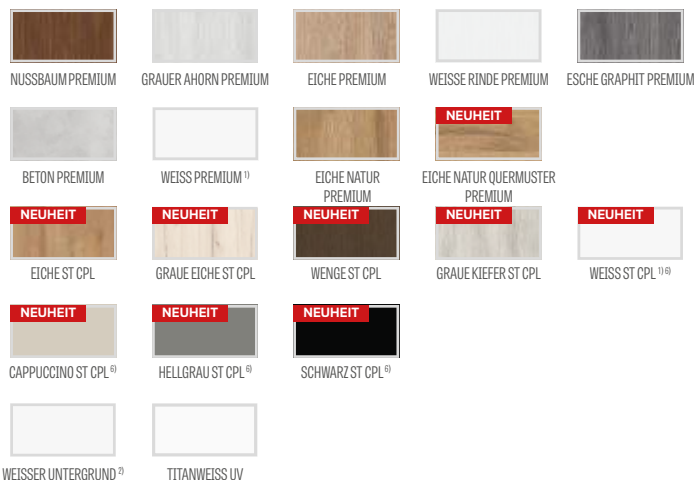 NUSSBAUM PREMIUM
GRAUER AHORN PREMIUM
EICHE PREMIUM
WEISSE RINDE PREMIUM
ESCHE GRAPHIT PREMIUM
NEUHEIT
BETON PREMIUM
WEISS PREMIUM 1)
EICHE NATUR
PREMIUM
EICHE NATUR QUERMUSTER
PREMIUM
NEUHEIT
NEUHEIT
NEUHEIT
NEUHEIT
NEUHEIT
EICHE ST CPL
GRAUE EICHE ST CPL
WENGE ST CPL
GRAUE KIEFER ST CPL
WEISS ST CPL 1) 6)
NEUHEIT
NEUHEIT
NEUHEIT
CAPPUCCINO ST CPL 6)
HELLGRAU ST CPL 6)
SCHWARZ ST CPL 6)
WEISSER UNTERGRUND 2)
TITANWEISS UV